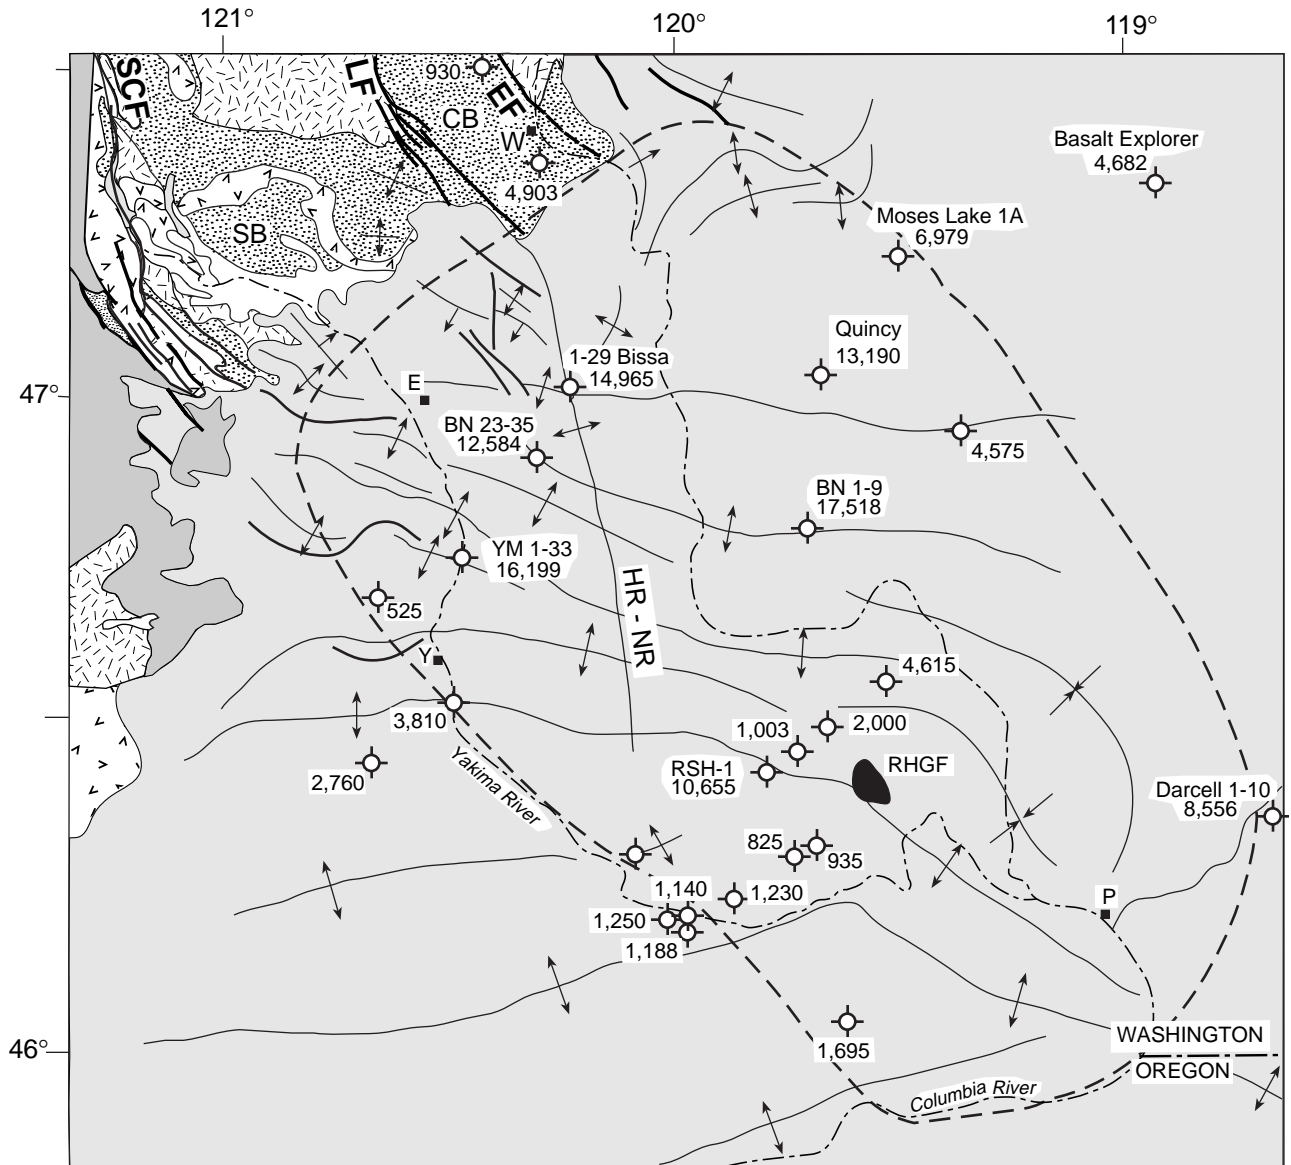 121°
120°
119°
SCF
LF
930
EF
CB
W
4,903
SB
Basalt Explorer
4,682
Moses Lake 1A
6,979
Quincy
13,190
1-29 Bissa
14,965
47°
E
BN 23-35
12,584
4,575
BN 1-9
17,518
YM 1-33
16,199
525
HR - NR
Y
4,615
3,810
1,003
2,000
2,760
Yakima River
RSH-1
10,655
RHGF
Darcell 1-10
8,556
825
935
1,140
1,230
1,250
1,188
P
1,695
46°
WASHINGTON
OREGON
Columbia River